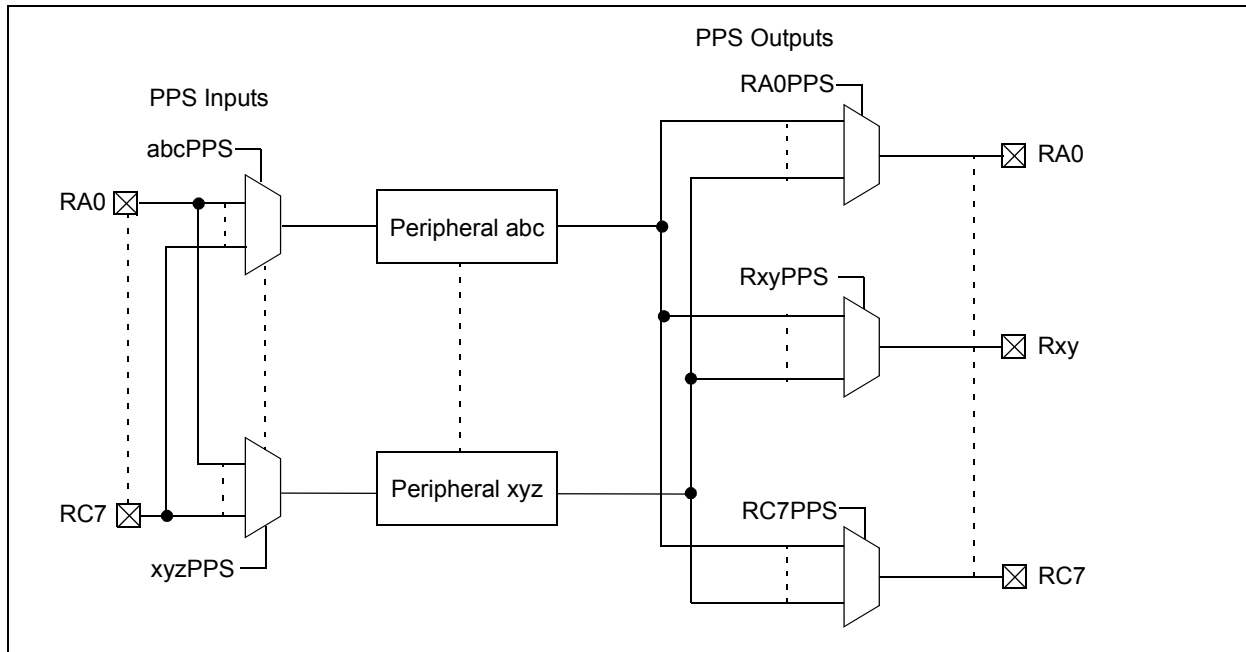 PPS Outputs
RA0PPS
PPS Inputs
abcPPS
RA0
RA0
Peripheral abc
RxyPPS
Rxy
Peripheral xyz
RC7PPS
RC7
xyzPPS
RC7